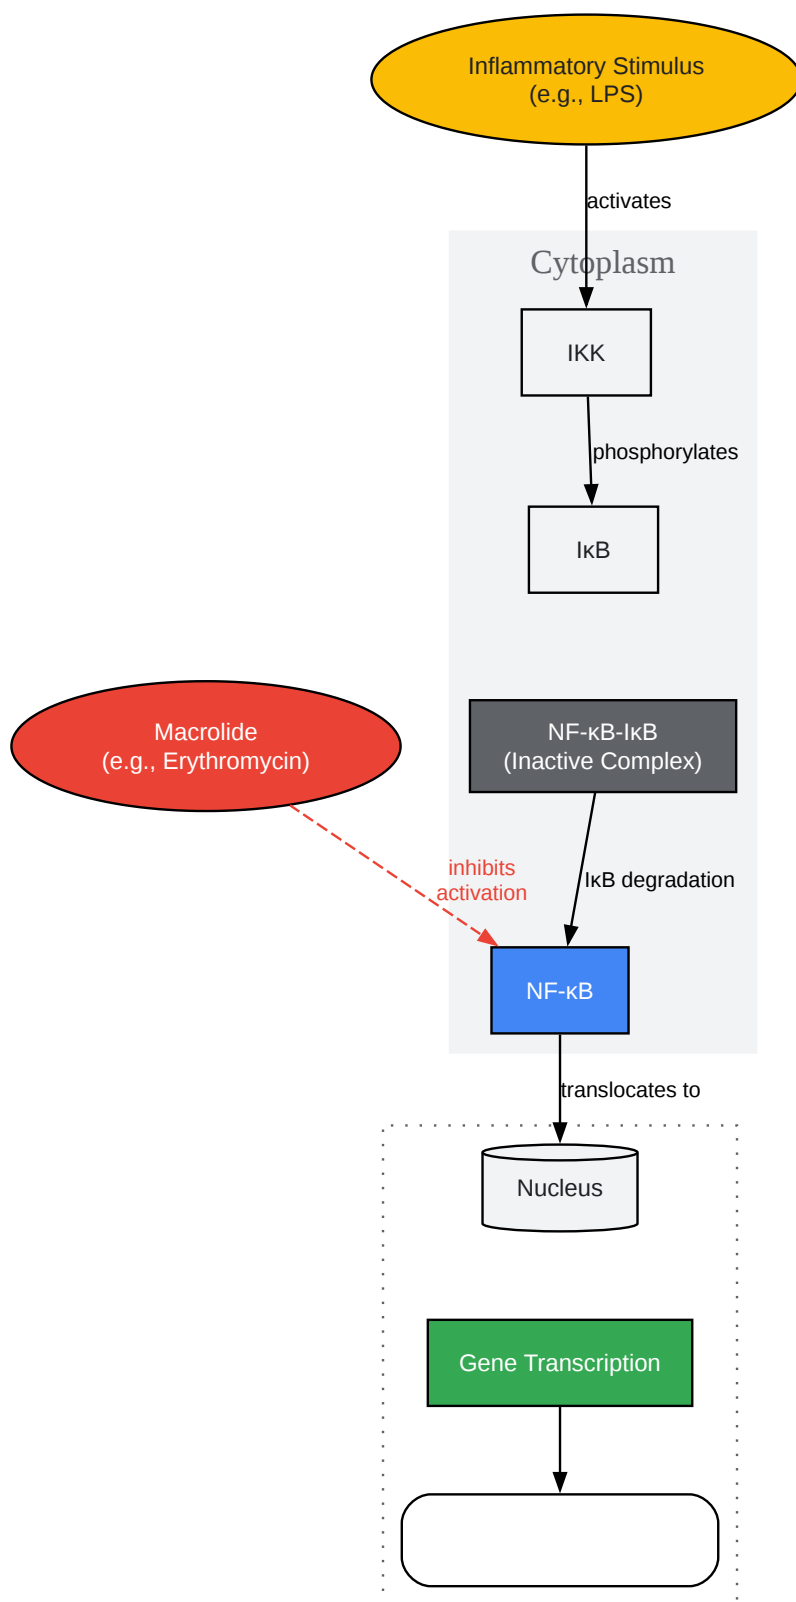 Inflammatory Stimulus
(e.g., LPS)
activates
Cytoplasm
IKK
phosphorylates
IκB
Macrolide
(e.g., Erythromycin)
NF-κB-IκB
(Inactive Complex)
inhibits
activation
IκB degradation
NF-κB
translocates to
Nucleus
Gene Transcription